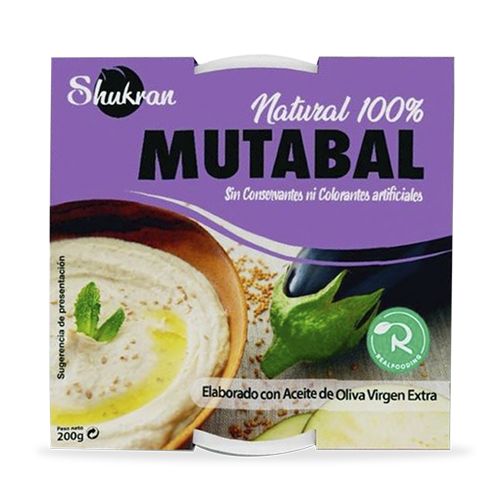 Shukran
Natural 100%
MUTABAL
Sin Conservantes ni Colorantes artificiales
Sugerencia de presentación
REALFOODING
Elaborado con Aceite de Oliva Virgen Extra
Peso neto
200g